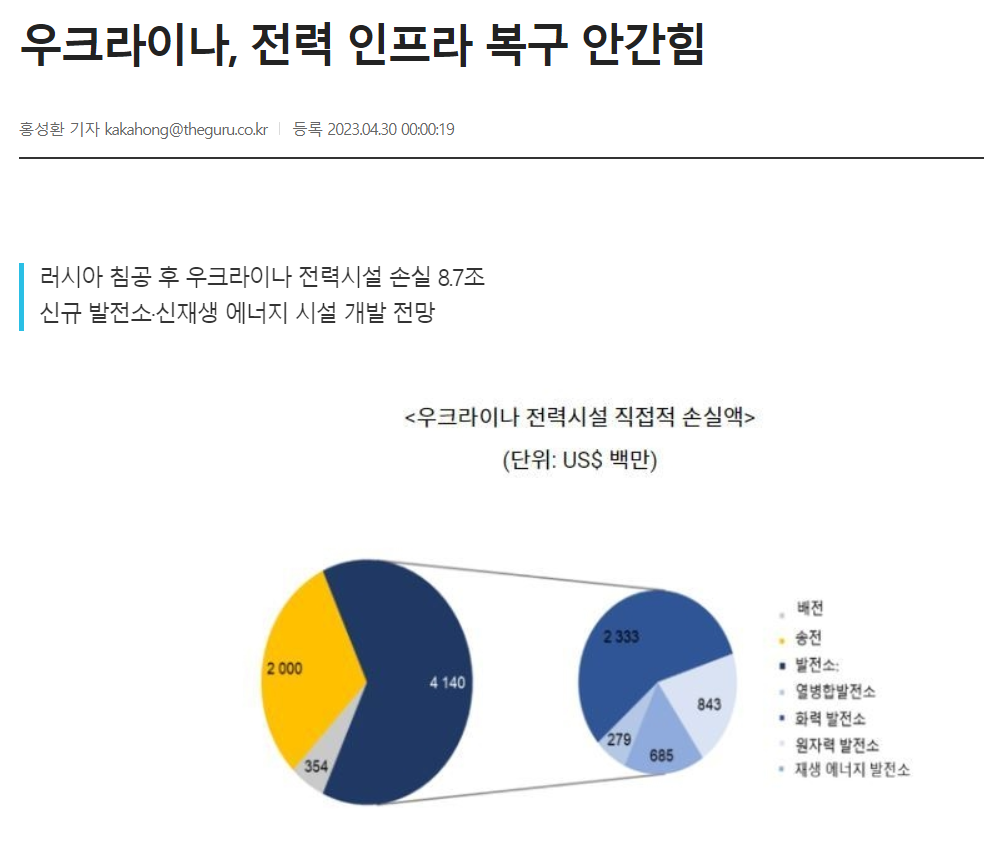 우크라이나, 전력 인프라 복구 안간힘
홍성환 기자 kakahong@theguru.co.kr 등록 2023.04.30 00:00:19
러시아 침공 후 우크라이나 전력시설 손실 8.7조
신규 발전소·신재생 에너지 시설 개발 전망
<우크라이나 전력시설 직접적 손실액>
(단위: US$ 백만)
2 000
4 140
354
2 333
843
279
685
배전
송전
발전소:
열병합발전소
화력 발전소
원자력 발전소
재생 에너지 발전소